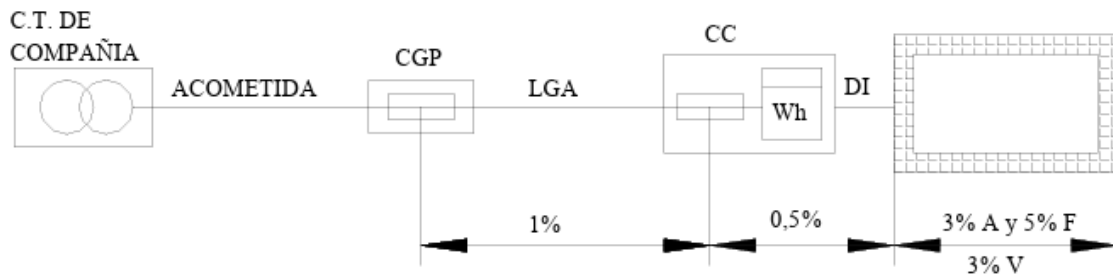 C.T. DE
COMPAÑIA
ACOMETIDA
CGP
LGA
CC
Wh
DI
1%
0,5%
3% A y 5% F
3% V